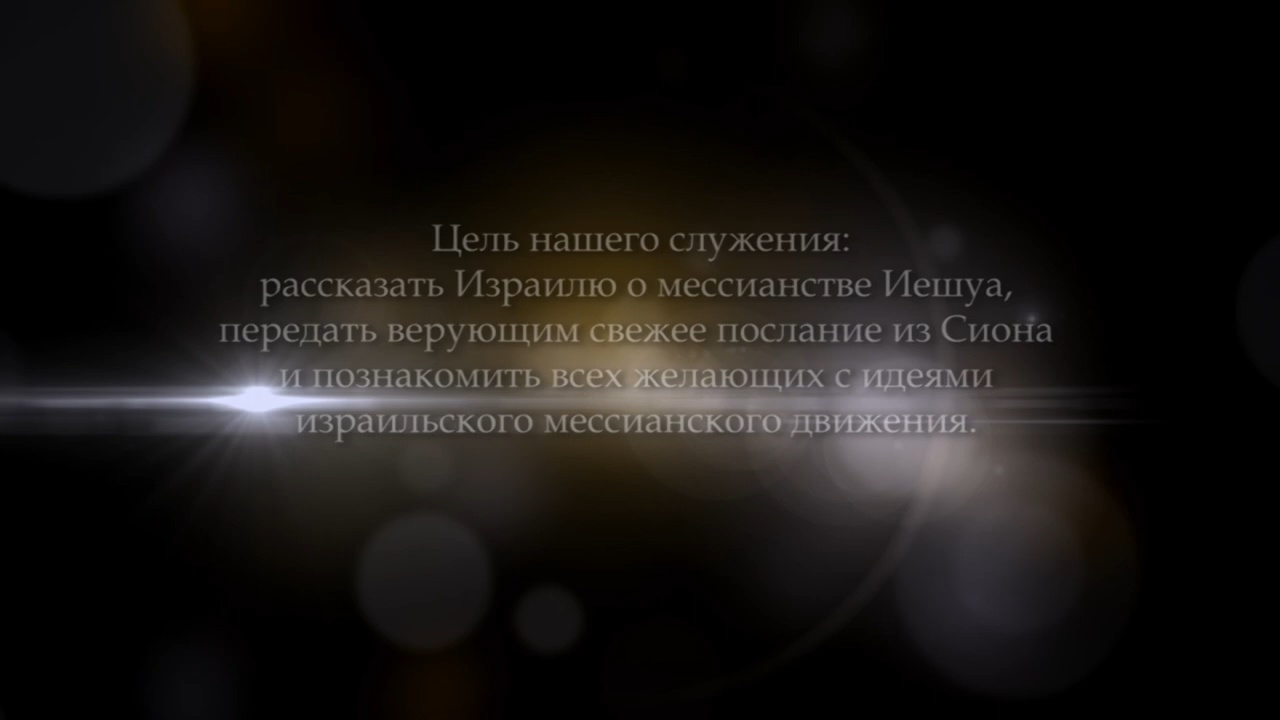 Цель нашего служения:
рассказать Израилю о мессианстве Иешуа,
передать верующим свежее послание из Сиона
и познакомить всех желающих с идеями
израильского мессианского движения.